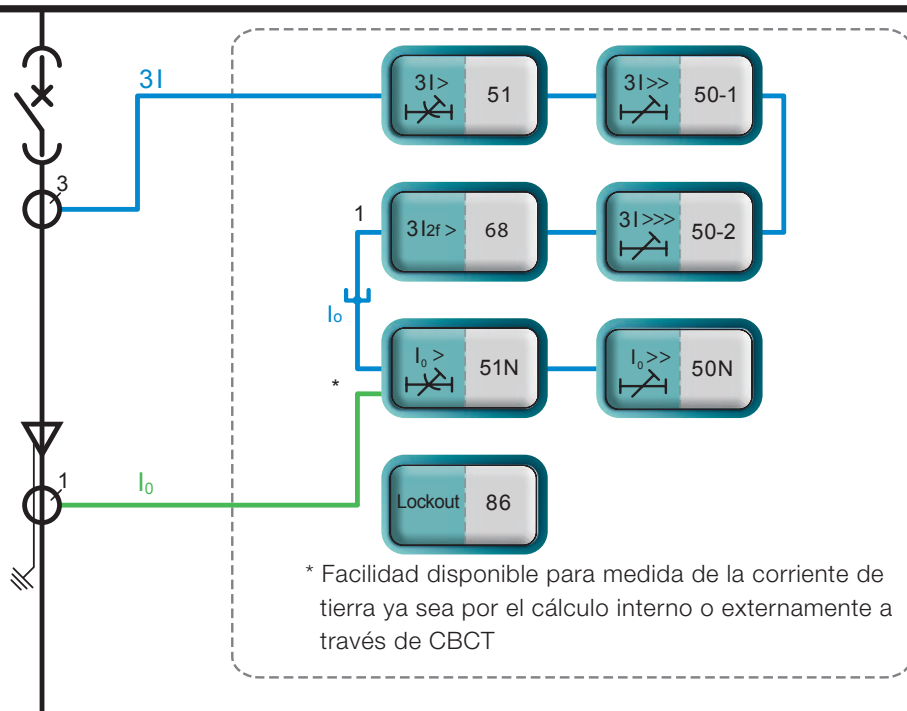 3I
3I> 51
3I>> 50-1
3
1
3I2f > 68
3I>>> 50-2
Io
I0 > 51N
I0 >> 50N
*
1
I0
Lockout 86
* Facilidad disponible para medida de la corriente de
tierra ya sea por el cálculo interno o externamente a
través de CBCT